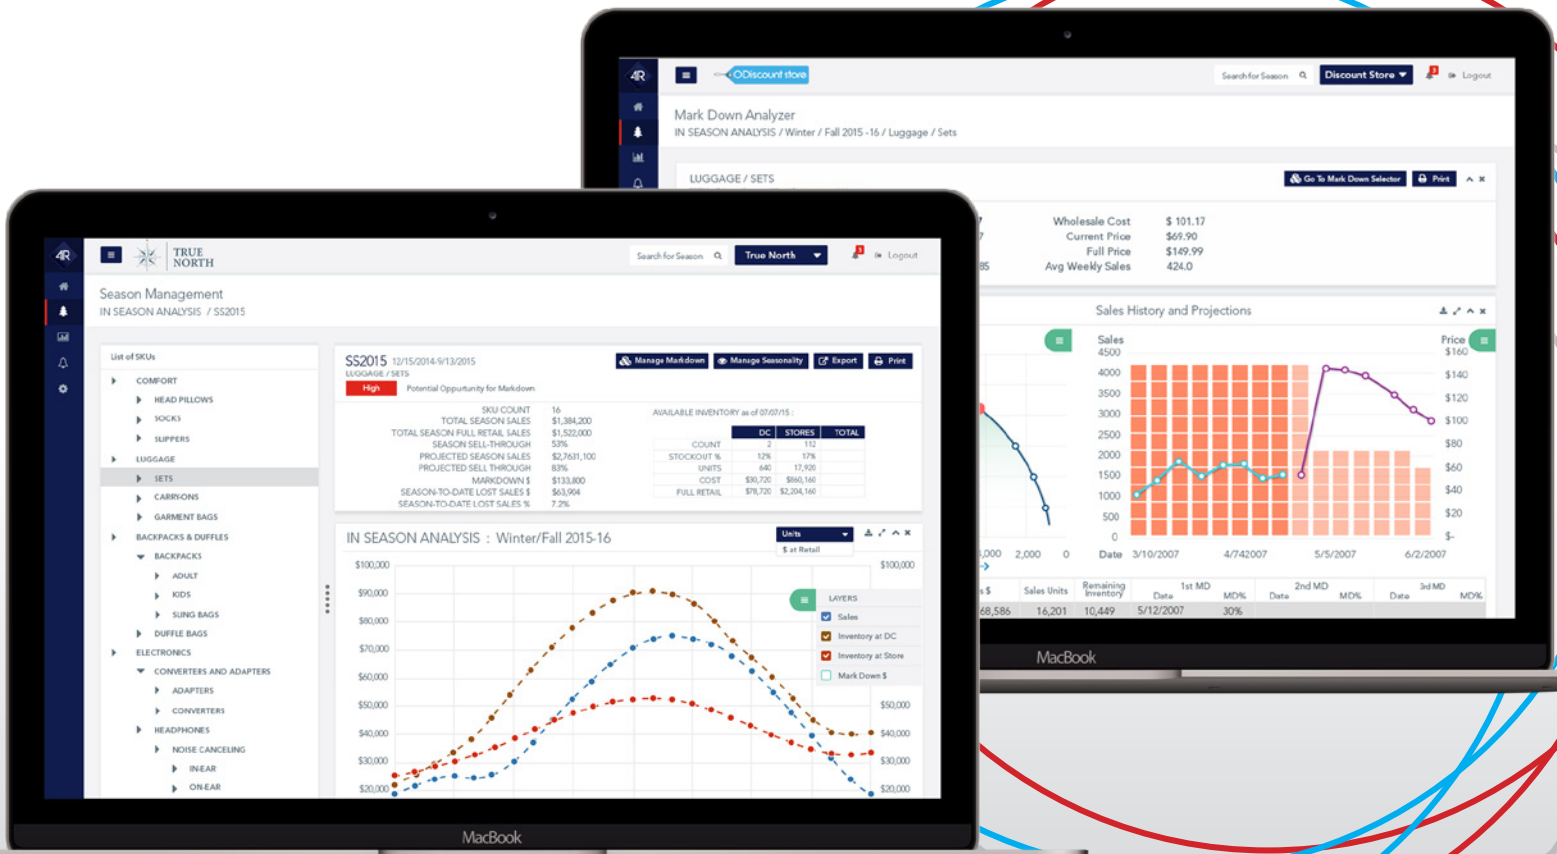 4R
ODiscount store
Search for Season
Discount Store
3
Logout
Mark Down Analyzer
IN SEASON ANALYSIS / Winter / Fall 2015 -16 / Luggage / Sets
LUGGAGE / SETS
Go To Mark Down Selector
Print
Wholesale Cost $ 101.17
Current Price $69.90
Full Price $149.99
85 Avg Weekly Sales 424.0
Sales History and Projections
Sales
Price
4500
4000
3500
3000
2500
2000
1500
1000
500
0
$160
$140
$120
$100
$80
$60
$40
$20
$-
Date 3/10/2007 4/742007 5/5/2007 6/2/2007
,000 2,000 0
s $ Sales Units Remaining Inventory 1st MD Date MD% 2nd MD Date MD% 3rd MD Date MD%
68,586 16,201 10,449 5/12/2007 30%
MacBook
4R
TRUE NORTH
Search for Season
True North
3
Logout
Season Management
IN SEASON ANALYSIS / SS2015
List of SKUs
COMFORT
HEAD PILLOWS
SOCKS
SLIPPERS
LUGGAGE
SETS
CARRY-ONS
GARMENT BAGS
BACKPACKS & DUFFLES
BACKPACKS
ADULT
KIDS
SLING BAGS
DUFFLE BAGS
ELECTRONICS
CONVERTERS AND ADAPTERS
ADAPTERS
CONVERTERS
HEADPHONES
NOISE CANCELING
IN-EAR
ON-EAR
SS2015 12/15/2014-9/13/2015
LUGGAGE / SETS
Manage Markdown
Manage Seasonality
Export
Print
High
Potential Oppurtunity for Markdown
SKU COUNT 16
TOTAL SEASON SALES $1,384,200
TOTAL SEASON FULL RETAIL SALES $1,522,000
SEASON SELL-THROUGH 53%
PROJECTED SEASON SALES $2,7631,100
PROJECTED SELL THROUGH 83%
MARKDOWN $ $133,800
SEASON-TO-DATE LOST SALES $ $63,904
SEASON-TO-DATE LOST SALES % 7.2%
AVAILABLE INVENTORY as of 07/07/15 :
DC STORES TOTAL
COUNT 2 112
STOCKOUT % 12% 17%
UNITS 640 17,920
COST $30,720 $860,160
FULL RETAIL $78,720 $2,204,160
IN SEASON ANALYSIS : Winter/Fall 2015-16
Units
$ at Retail
$100,000
$90,000
$80,000
$70,000
$60,000
$50,000
$40,000
$30,000
$20,000
$100,000
LAYERS
Sales
Inventory at DC
Inventory at Store
Mark Down $
$50,000
$40,000
$30,000
$20,000
MacBook